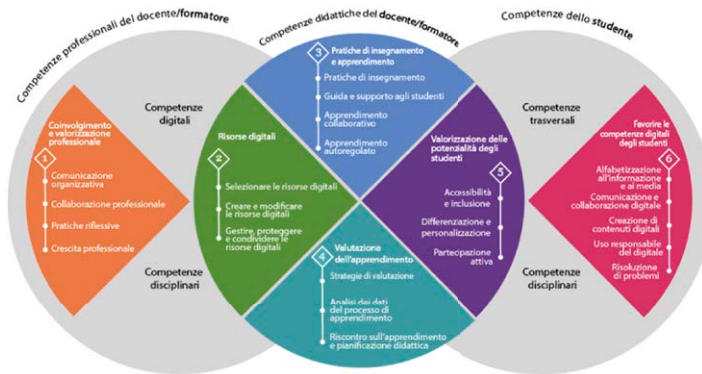 Competenze professionali del docente/formatore
Competenze didattiche del docente/formatore
Competenze dello studente
Competenze
digitali
Competenze
disciplinari
Competenze
trasversali
Competenze
disciplinari
Coinvolgimento
e valorizzazione
professionale
1
Comunicazione
organizzativa
Collaborazione professionale
Pratiche riflessive
Crescita professionale
Risorse digitali
2
Selezionare le risorse digitali
Creare e modificare
le risorse digitali
Gestire, proteggere
e condividere le
risorse digitali
3
Pratiche di insegnamento
e apprendimento
Pratiche di insegnamento
Guida e supporto agli studenti
Apprendimento
collaborativo
Apprendimento
autoregolato
Valutazione
dell'apprendimento
4
Strategie di valutazione
Analisi dei dati
del processo di
apprendimento
Riscontro sull'apprendimento
e pianificazione didattica
Valorizzazione delle
potenzialità degli
studenti
5
Accessibilità
e inclusione
Differenziazione e
personalizzazione
Partecipazione
attiva
Favorire le
competenze digitali
degli studenti
6
Alfabetizzazione
all'informazione
e ai media
Comunicazione e
collaborazione digitale
Creazione di
contenuti digitali
Uso responsabile
del digitale
Risoluzione
di problemi